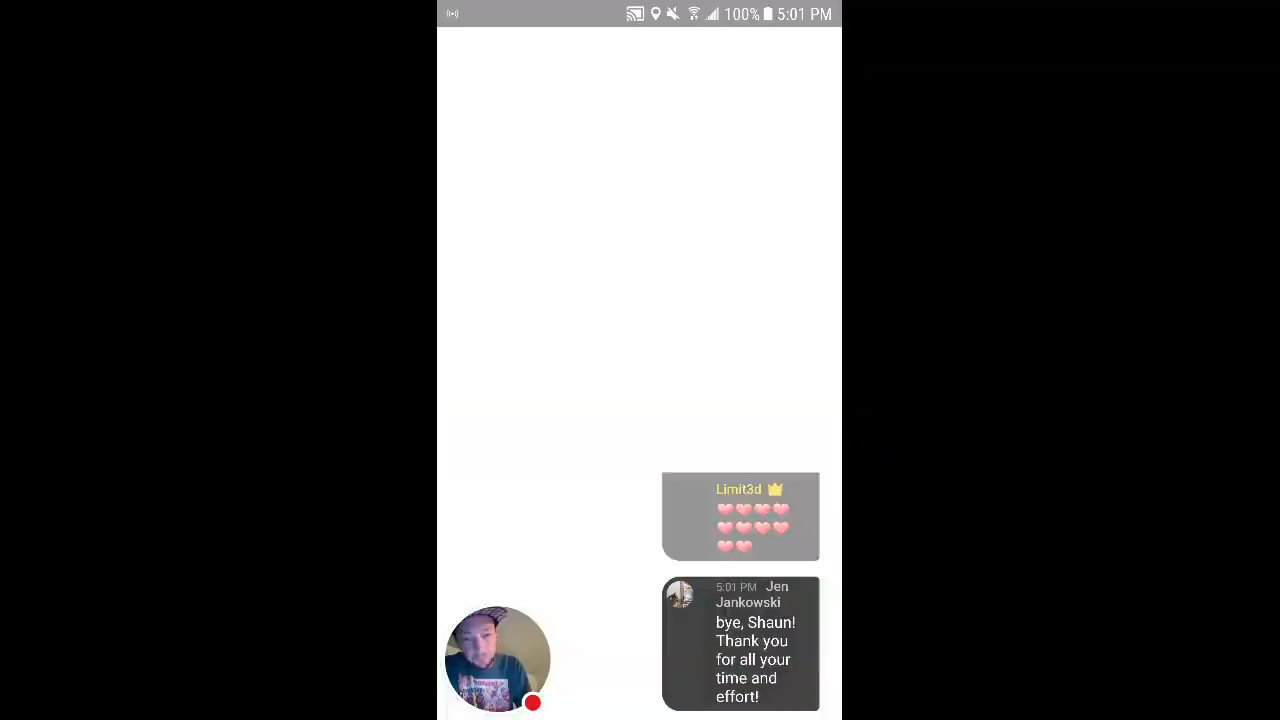 100% 5:01 PM
Limit3d
5:01 PM Jen
Jankowski
bye, Shaun!
Thank you
for all your
time and
effort!